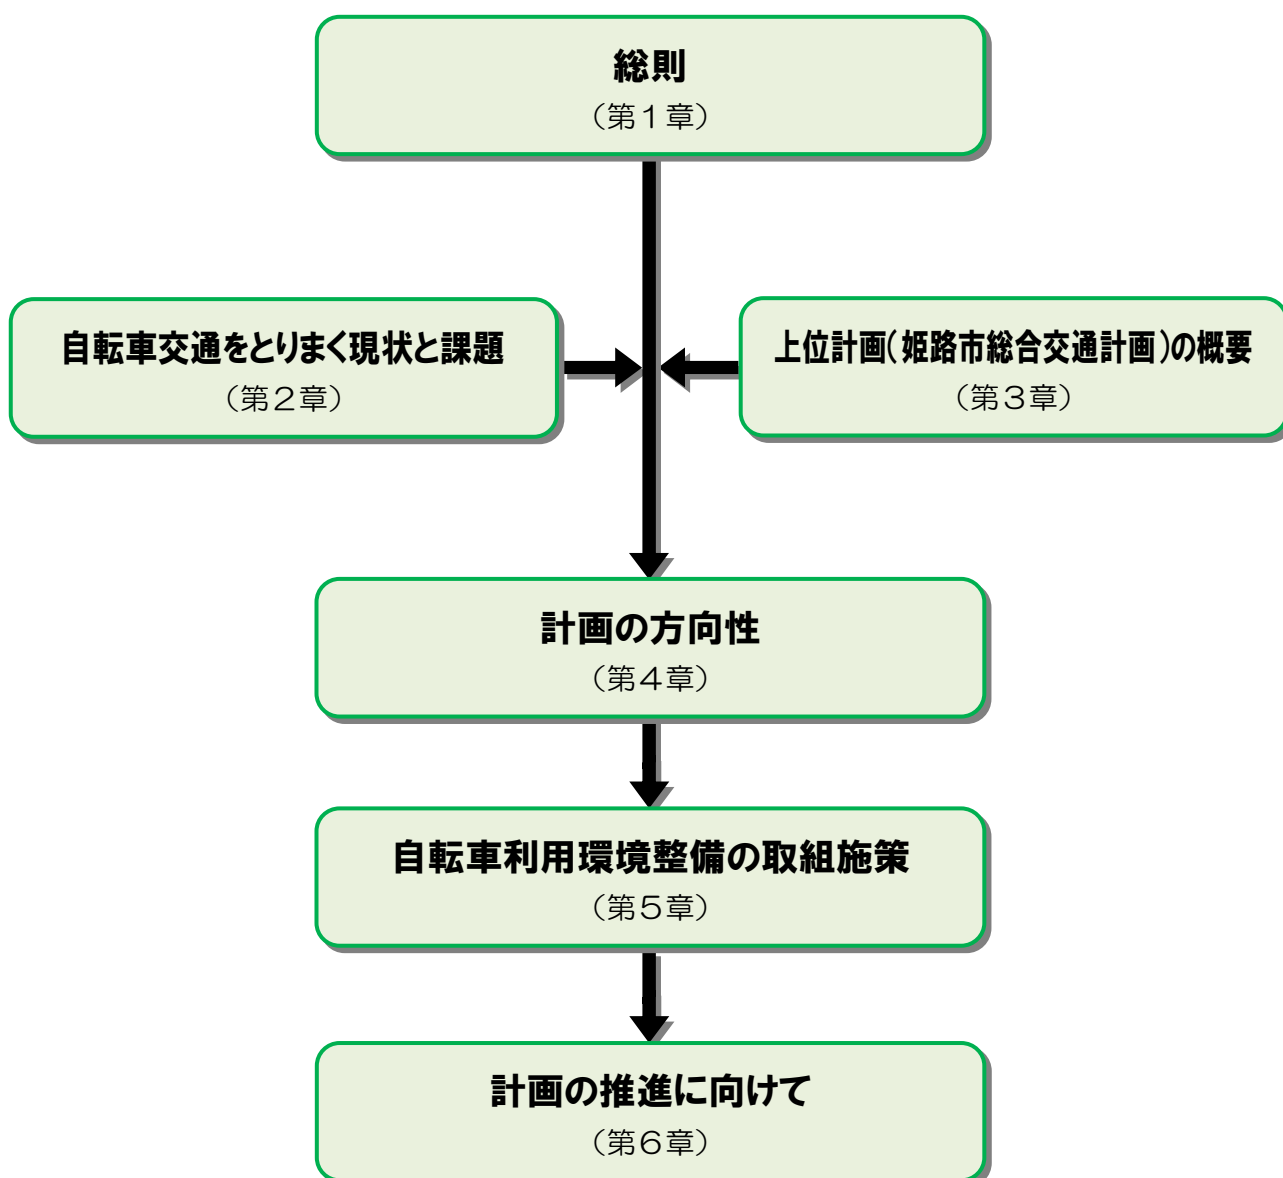 総則
（第１章）
自転車交通をとりまく現状と課題
（第２章）
上位計画（姫路市総合交通計画）の概要
（第３章）
計画の方向性
（第４章）
自転車利用環境整備の取組施策
（第５章）
計画の推進に向けて
（第６章）